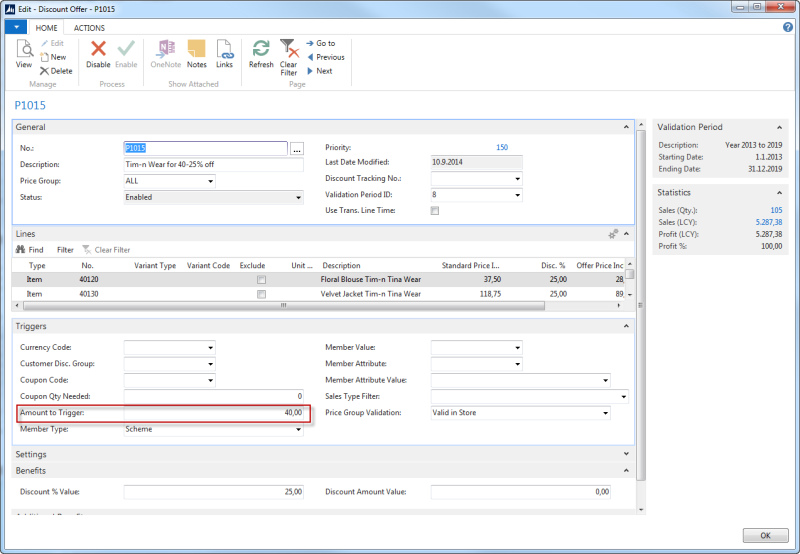 Edit - Discount Offer - P1015
HOME ACTIONS
View
Edit
New
Delete
Manage
Disable
Enable
Process
OneNote
Notes
Links
Show Attached
Refresh
Clear Filter
Go to
Previous
Next
Page
P1015
General
No.: P1015 ...
Description: Tim-n Wear for 40-25% off
Price Group: ALL
Status: Enabled
Priority: 150
Last Date Modified: 10.9.2014
Discount Tracking No.:
Validation Period ID: 8
Use Trans. Line Time:
Lines
Find Filter Clear Filter
Type No. Variant Type Variant Code Exclude Unit ... Description Standard Price I... Disc. % Offer Price Inc
Item 40120 Floral Blouse Tim-n Tina Wear 37,50 25,00 28,
Item 40130 Velvet Jacket Tim-n Tina Wear 118,75 25,00 89,
Triggers
Currency Code:
Customer Disc. Group:
Coupon Code:
Coupon Qty Needed: 0
Amount to Trigger: 40,00
Member Type: Scheme
Member Value:
Member Attribute:
Member Attribute Value:
Sales Type Filter:
Price Group Validation: Valid in Store
Settings
Benefits
Discount % Value: 25,00
Discount Amount Value: 0,00
Validation Period
Description: Year 2013 to 2019
Starting Date: 1.1.2013
Ending Date: 31.12.2019
Statistics
Sales (Qty.): 105
Sales (LCY): 5.287,38
Profit (LCY): 5.287,38
Profit %: 100,00
OK